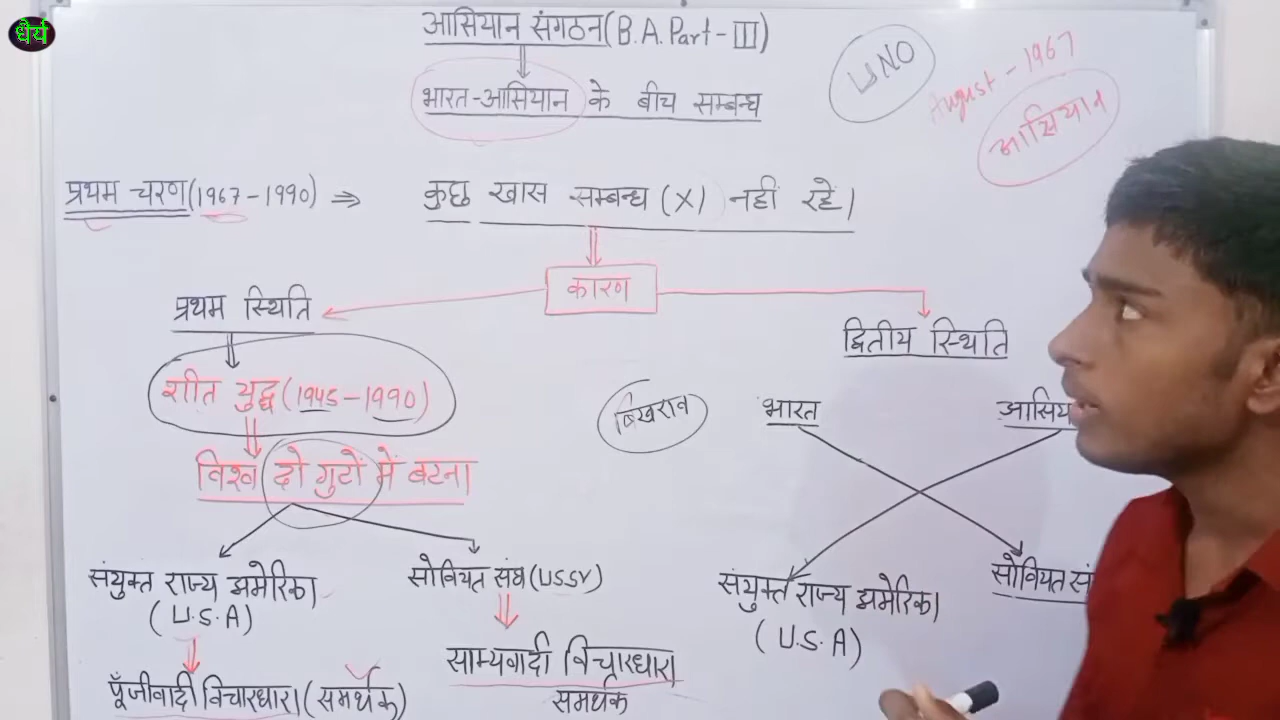 धैर्य
आसियान संगठन(B.A.Part-III)
भारत-आसियान के बीच सम्बन्ध
UNO
August-1967
आसियान
प्रथम चरण(1967-1990) ⇒ कुछ खास सम्बन्ध (X) नही रहे।
कारण
प्रथम स्थिति
द्वितीय स्थिति
शीत युद्ध(1945-1990)
बिखराव
भारत
विश्व दो गुटों में बटना
संयुक्त राज्य अमेरिका
(U.S.A)
सोवियत संघ(USSR)
संयुक्त राज्य अमेरिका
(U.S.A)
सोवियत
पूँजीवादी विचारधारा(समर्थक)
साम्यवादी विचारधारा
समर्थक